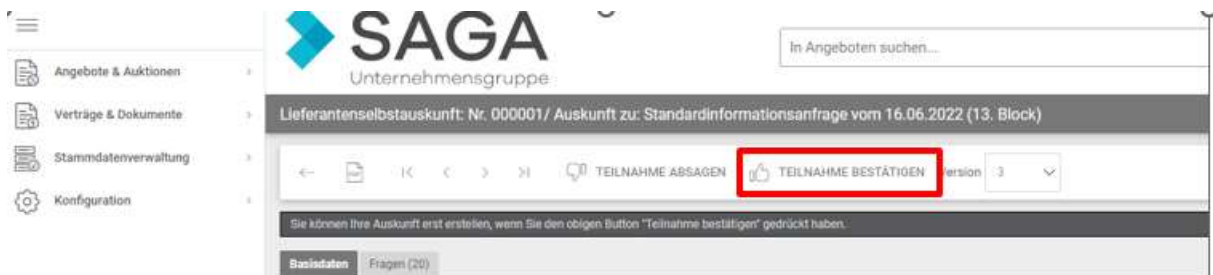 SAGA
Unternehmensgruppe
In Angeboten suchen...
Angebote & Auktionen
Verträge & Dokumente
Stammdatenverwaltung
Konfiguration
Lieferantenselbstauskunft: Nr. 000001/ Auskunft zu: Standardinformationsanfrage vom 16.06.2022 (13. Block)
TEILNAHME ABSAGEN TEILNAHME BESTÄTIGEN Version 3
Sie können Ihre Auskunft erst erstellen, wenn Sie den obigen Button "Teilnahme bestätigen" gedrückt haben.
Basisdaten Fragen (20)